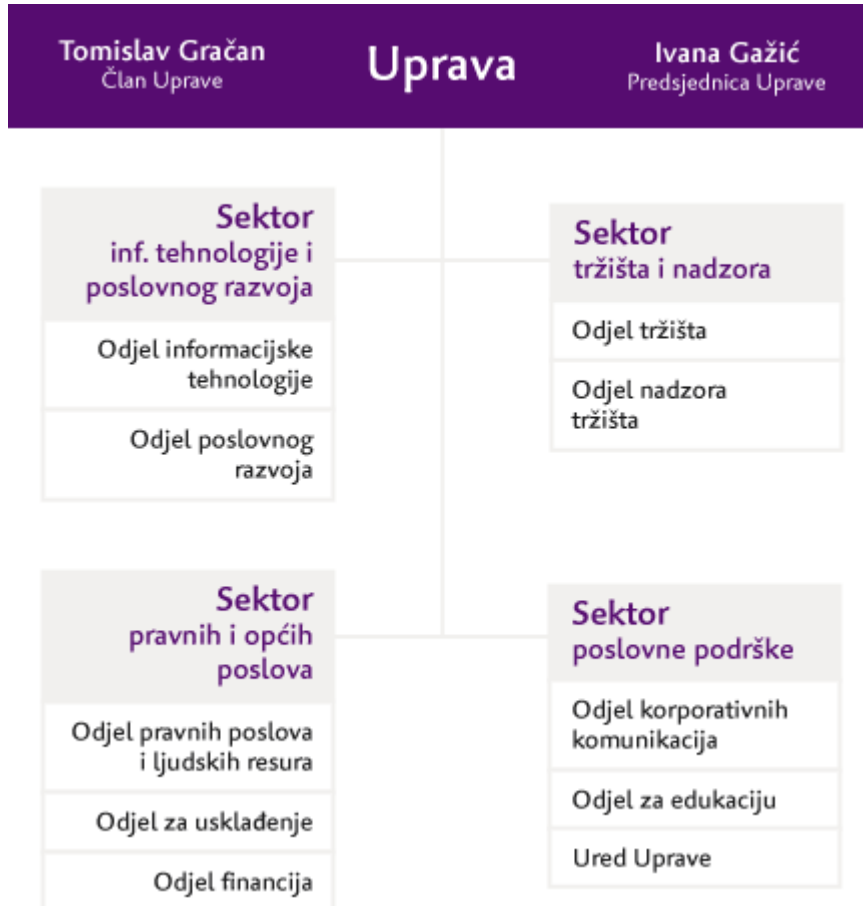 Tomislav Gračan
Član Uprave
Uprava
Ivana Gažić
Predsjednica Uprave
Sektor
inf. tehnologije i
poslovnog razvoja
Odjel informacijske
tehnologije
Odjel poslovnog
razvoja
Sektor
tržišta i nadzora
Odjel tržišta
Odjel nadzora
tržišta
Sektor
pravnih i općih
poslova
Odjel pravnih poslova
i ljudskih resura
Odjel za usklađenje
Odjel financija
Sektor
poslovne podrške
Odjel korporativnih
komunikacija
Odjel za edukaciju
Ured Uprave